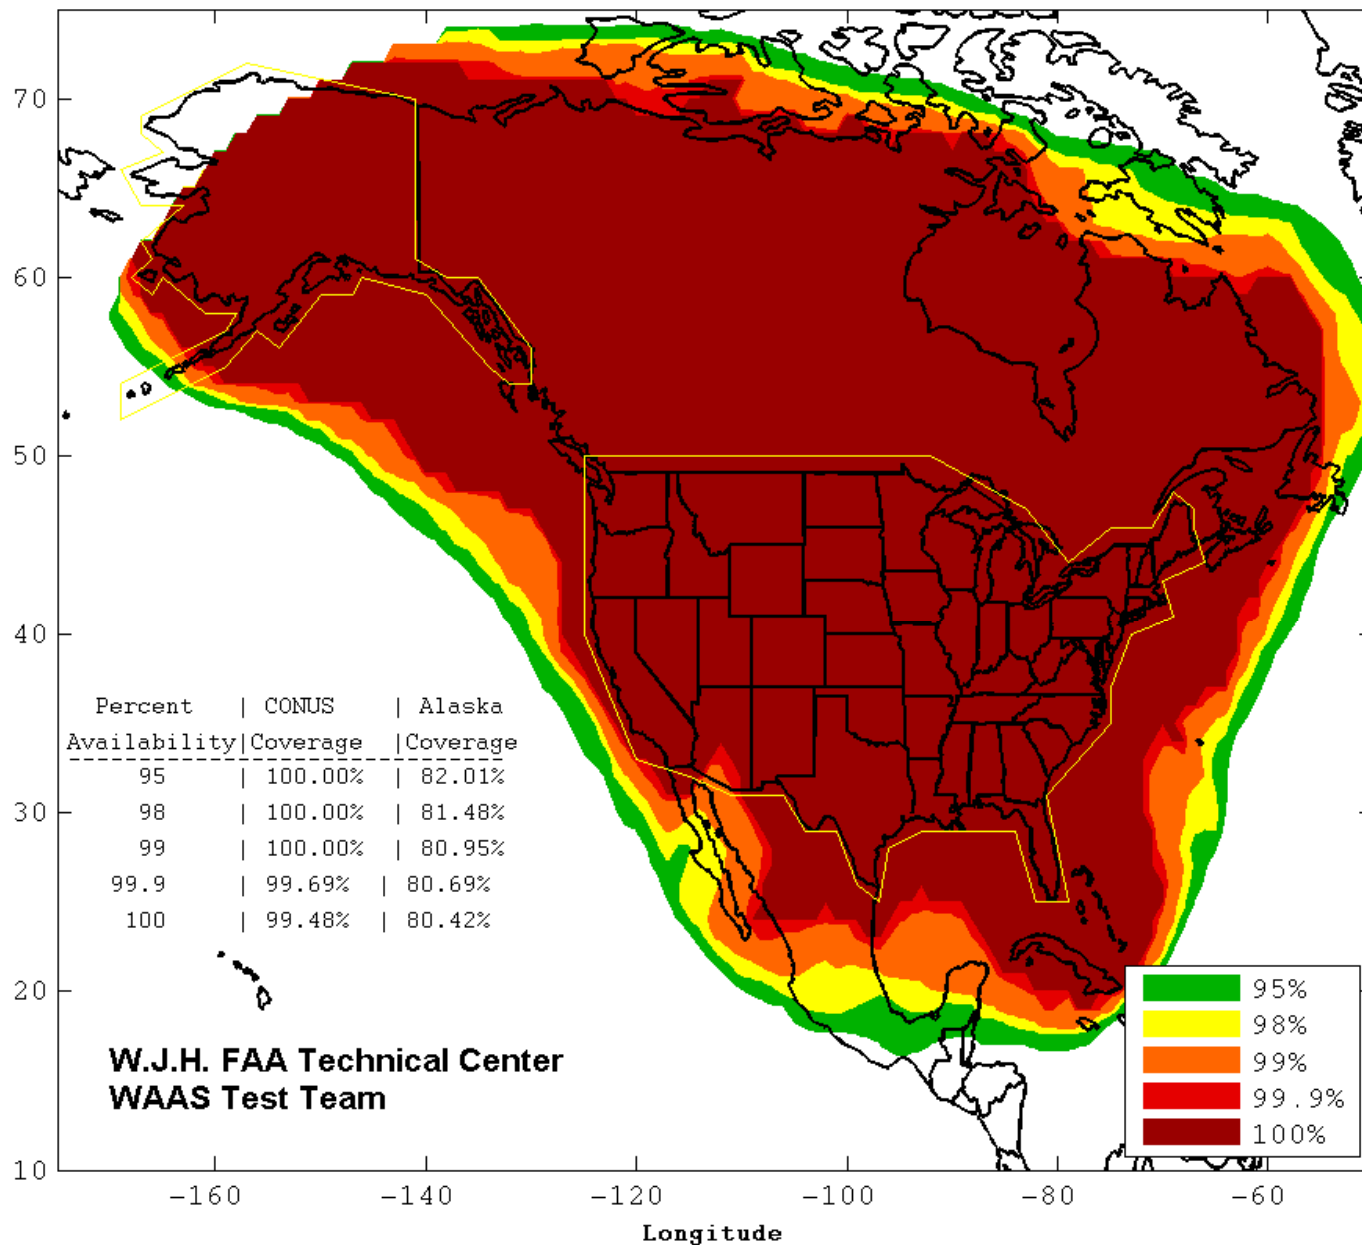 70
60
50
40
30
20
10
Percent | CONUS | Alaska
Availability|Coverage |Coverage
95 | 100.00% | 82.01%
98 | 100.00% | 81.48%
99 | 100.00% | 80.95%
99.9 | 99.69% | 80.69%
100 | 99.48% | 80.42%
W.J.H. FAA Technical Center
WAAS Test Team
95%
98%
99%
99.9%
100%
-160 -140 -120 -100 -80 -60
Longitude